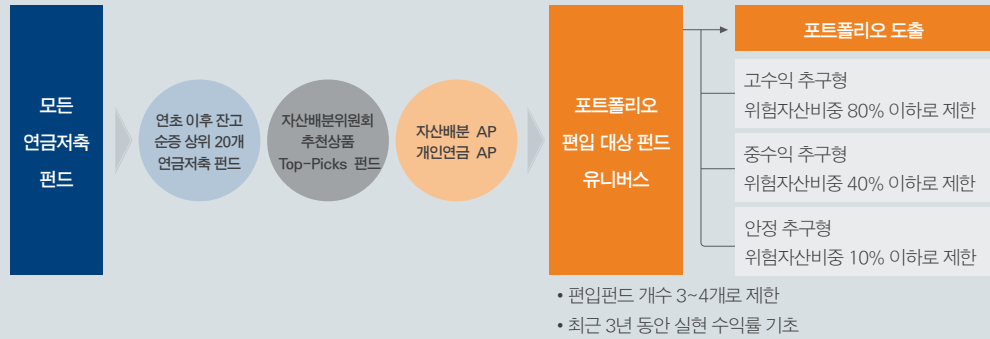 모든
연금저축
펀드
연초 이후 잔고
순증 상위 20개
연금저축 펀드
자산배분위원회
추천상품
Top-Picks 펀드
자산배분 AP
개인연금 AP
포트폴리오
편입 대상 펀드
유니버스
포트폴리오 도출
고수익 추구형
위험자산비중 80% 이하로 제한
중수익 추구형
위험자산비중 40% 이하로 제한
안정 추구형
위험자산비중 10% 이하로 제한
• 편입펀드 개수 3~4개로 제한
• 최근 3년 동안 실현 수익률 기초